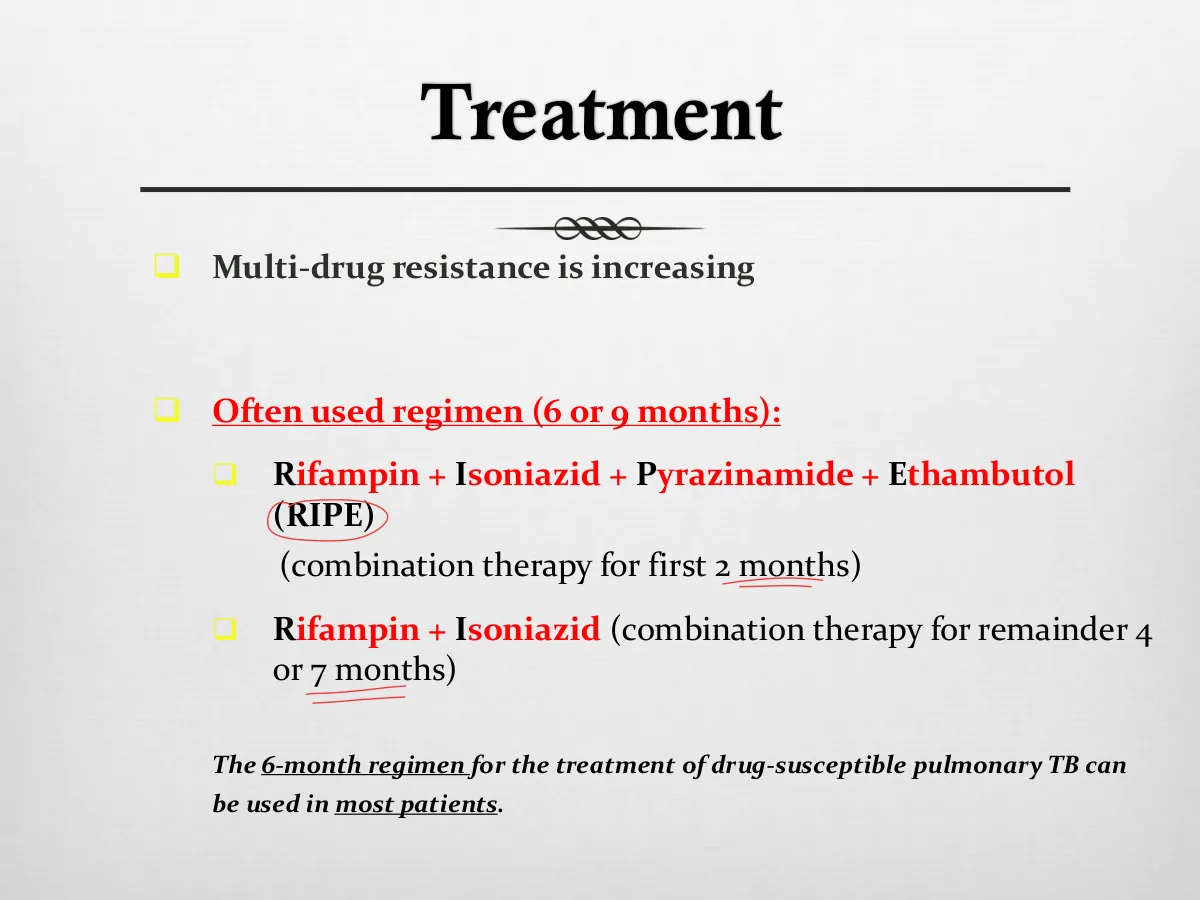 Treatment
Multi-drug resistance is increasing
Often used regimen (6 or 9 months):
Rifampin + Isoniazid + Pyrazinamide + Ethambutol
(RIPE)
(combination therapy for first 2 months)
Rifampin + Isoniazid (combination therapy for remainder 4
or 7 months)
The 6-month regimen for the treatment of drug-susceptible pulmonary TB can
be used in most patients.